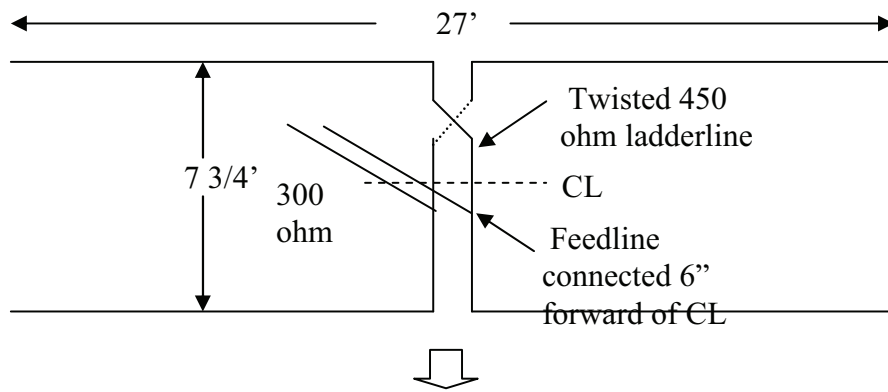 27’
Twisted 450
ohm ladderline
7 3/4’
CL
300
ohm
Feedline
connected 6”
forward of CL